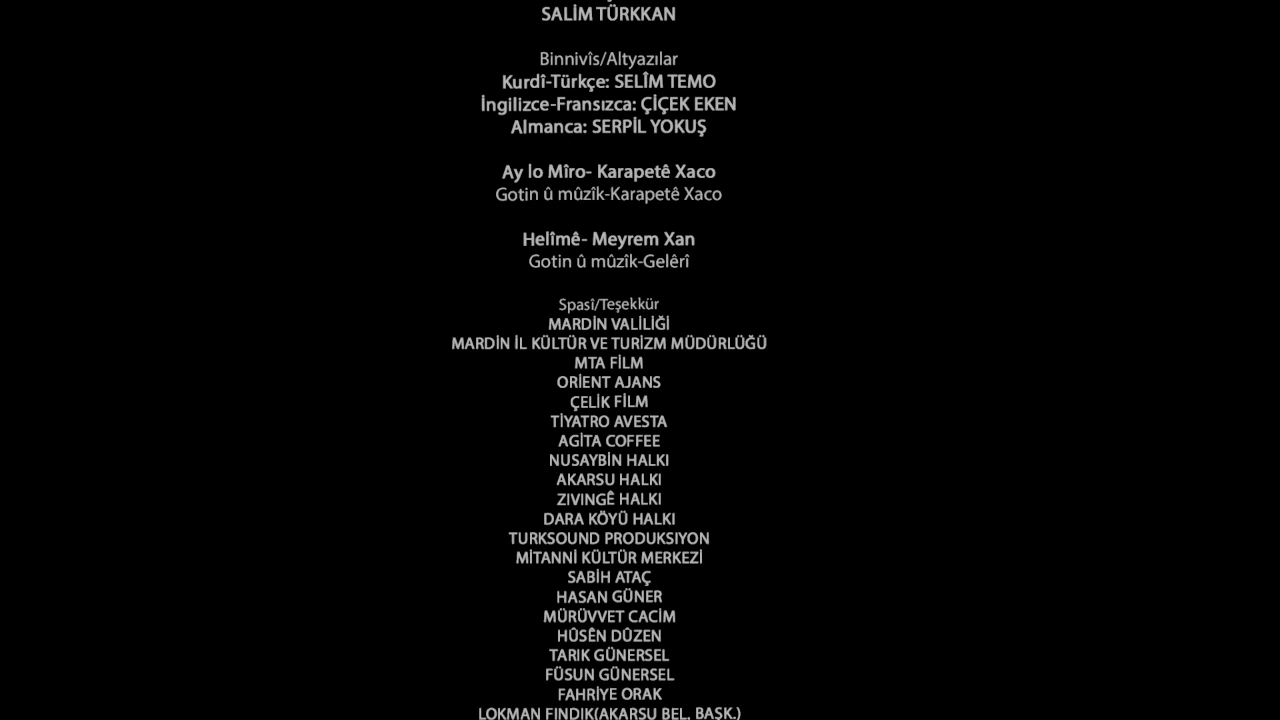 SALİM TÜRKKAN
Binnivîs/Altyazılar
Kurdî-Türkçe: SELÎM TEMO
İngilizce-Fransızca: ÇİÇEK EKEN
Almanca: SERPİL YOKUŞ
Ay lo Mîro- Karapetê Xaco
Gotin û mûzîk-Karapetê Xaco
Helîmê- Meyrem Xan
Gotin û mûzîk-Gelêrî
Spasî/Teşekkür
MARDİN VALİLİĞİ
MARDİN İL KÜLTÜR VE TURİZM MÜDÜRLÜĞÜ
MTA FİLM
ORİENT AJANS
ÇELİK FİLM
TİYATRO AVESTA
AGİTA COFFEE
NUSAYBİN HALKI
AKARSU HALKI
ZIVINGÊ HALKI
DARA KÖYÜ HALKI
TURKSOUND PRODUKSIYON
MİTANNİ KÜLTÜR MERKEZİ
SABİH ATAÇ
HASAN GÜNER
MÜRÜVVET CACİM
HÛSÊN DÛZEN
TARIK GÜNERSEL
FÜSUN GÜNERSEL
FAHRİYE ORAK
LOKMAN FINDIK(AKARSU BEL. BAŞK.)